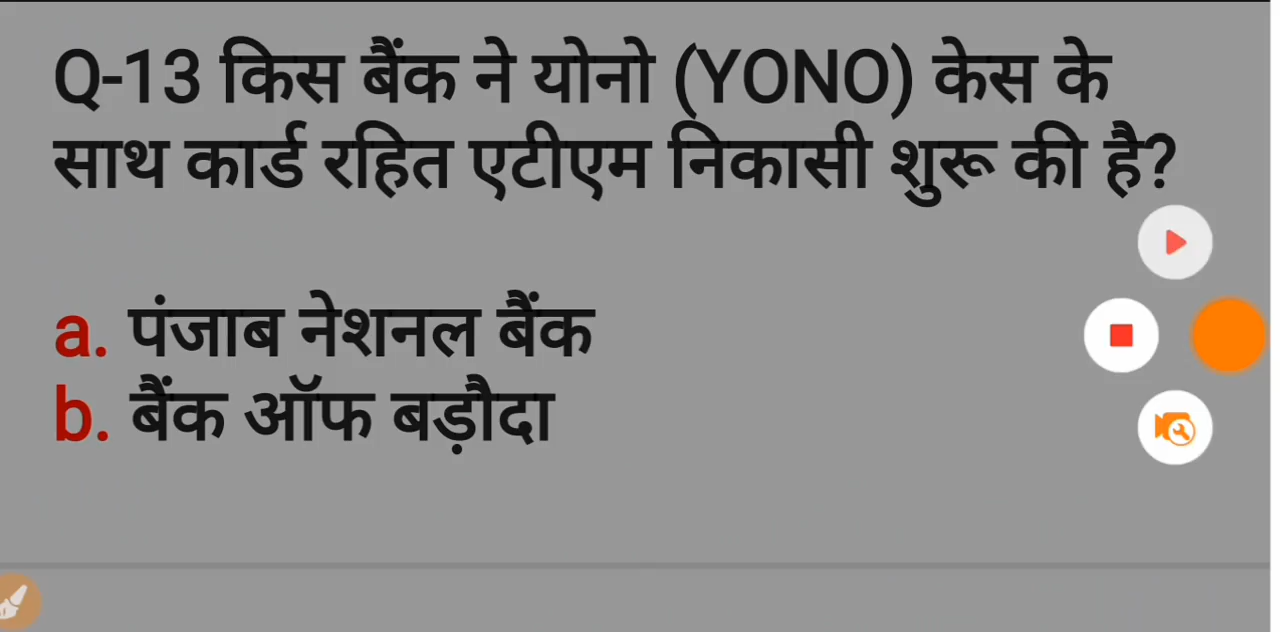 Q-13 किस बैंक ने योनो (YONO) केस के
साथ कार्ड रहित एटीएम निकासी शुरू की है?
a. पंजाब नेशनल बैंक
b. बैंक ऑफ बड़ौदा